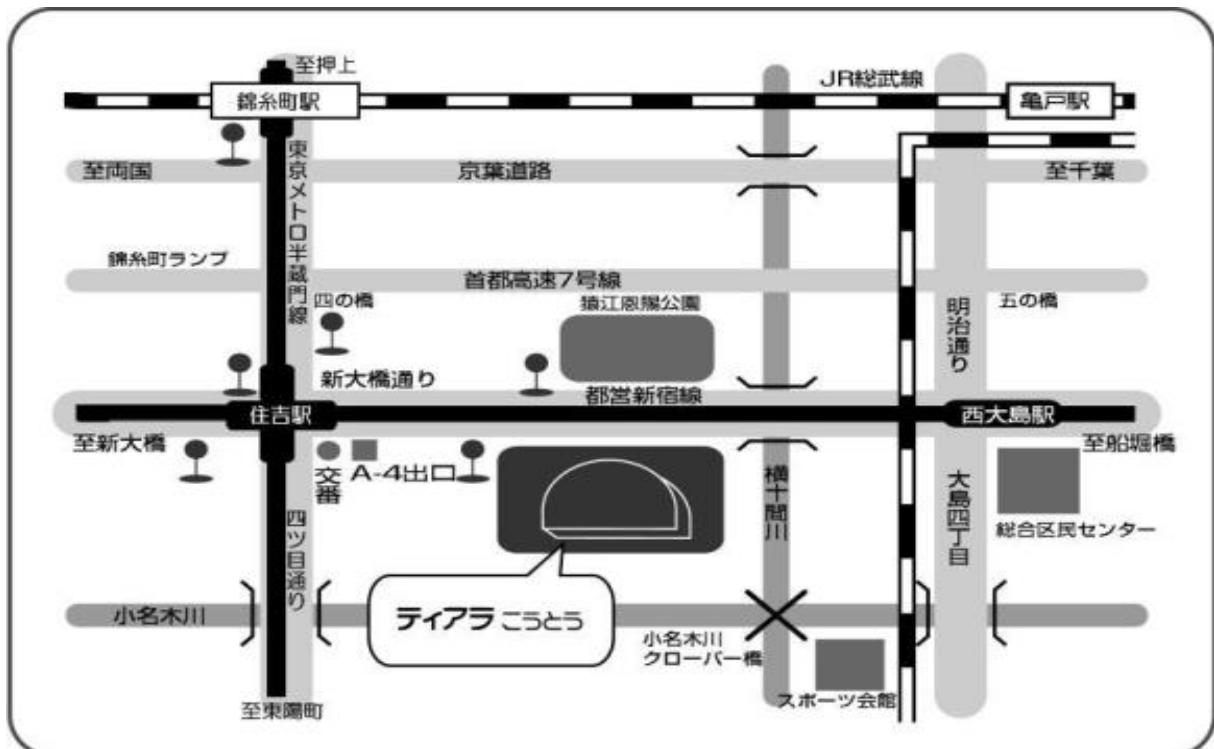 至押上
JR総武線
錦糸町駅
亀戸駅
至両国
京葉道路
至千葉
東京メトロ半蔵門線
錦糸町ランプ
首都高速7号線
四の橋
猿江恩賜公園
明治通り
五の橋
新大橋通り
都営新宿線
住吉駅
西大島駅
至新大橋
至船堀橋
交番
A-4出口
横十間川
大島四丁目
総合区民センター
四ツ目通り
小名木川
ティアラこうとう
小名木川
クローバー橋
スポーツ会館
至東陽町